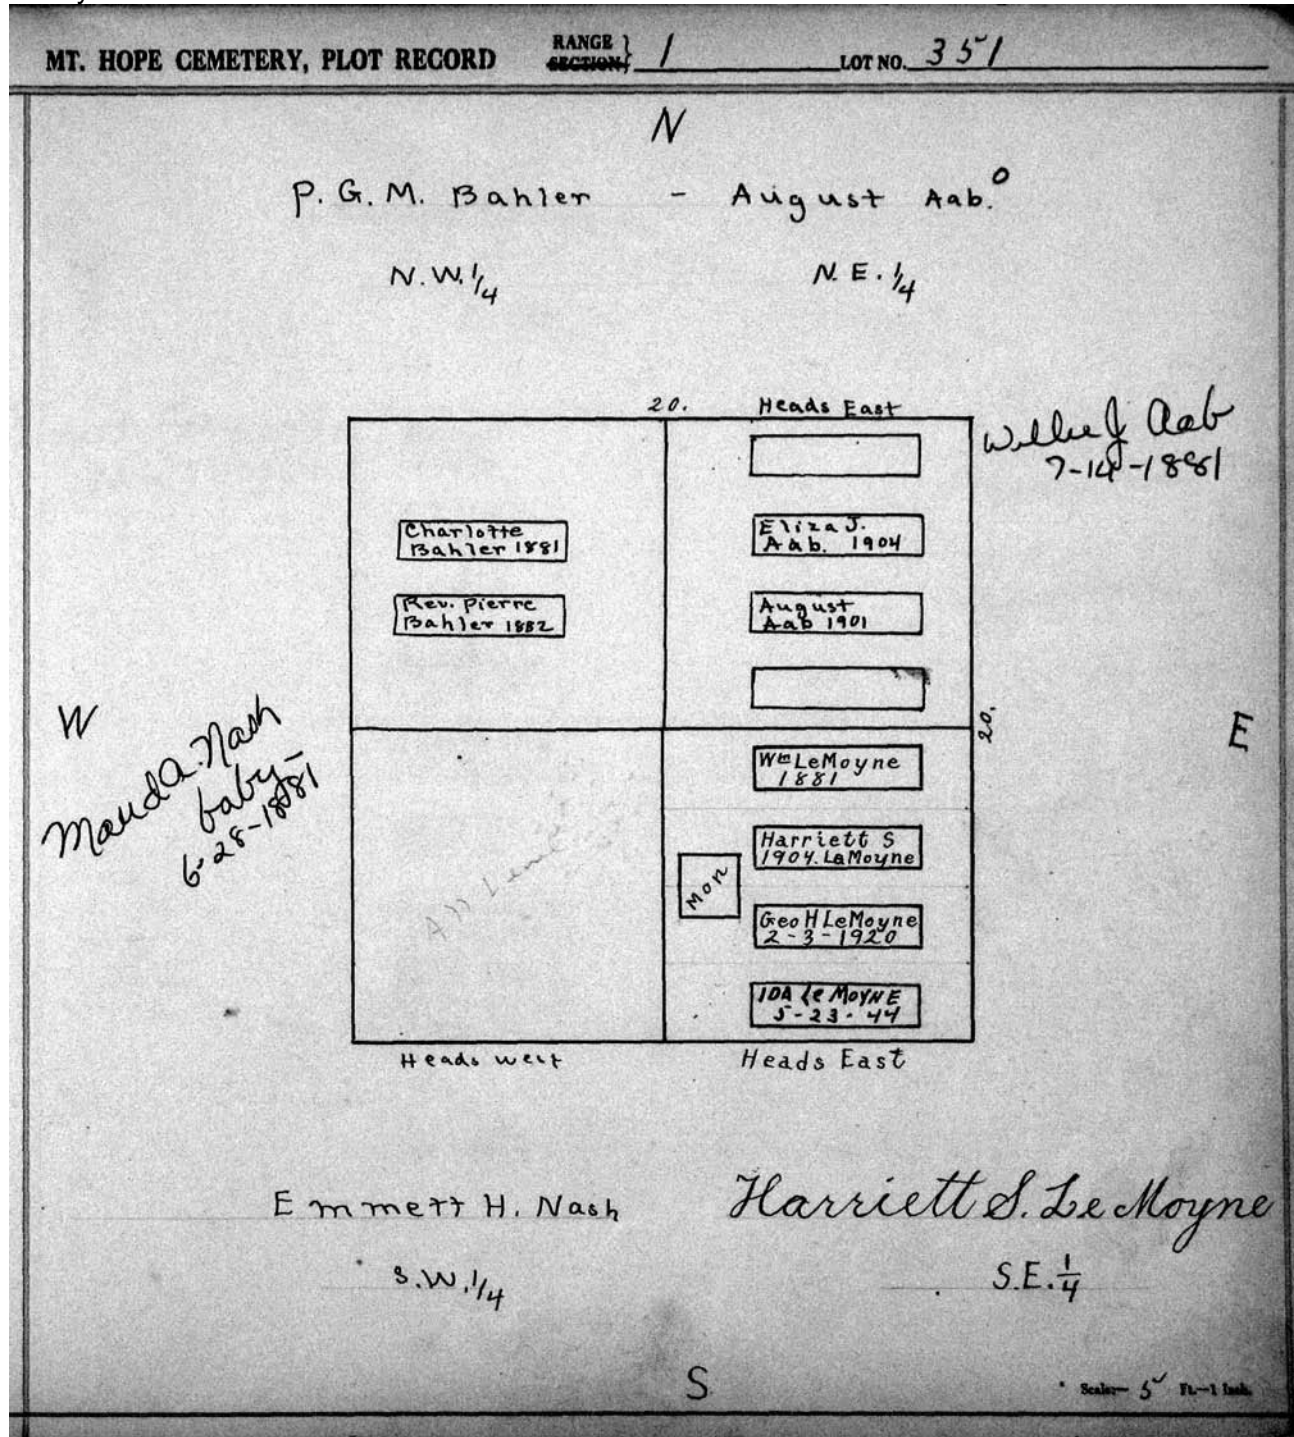 MT. HOPE CEMETERY, PLOT RECORD RANGE SECTION } 1 LOT NO. 351
N
P. G. M. Bahler - August Aab. o
N.W. 1/4 N.E. 1/4
20. Heads East
Willie J Aab
7-14-1881
Charlotte
Bahler 1881
Eliza J.
Aab. 1904
Rev. Pierre
Bahler 1882
August
Aab 1901
W
Maud A. Nash
baby-
6-28-1881
20.
E
Wm LeMoyne
1881
Harriett S
1904. LaMoyne
Mon
Geo H LeMoyne
2-3-1920
IDA Le MOYNE
5-23-44
Heads West Heads East
Emmett H. Nash Harriett S. Le Moyne
S.W. 1/4 S.E. 1/4
S
Scale:- 5 Ft.-1 Inch.